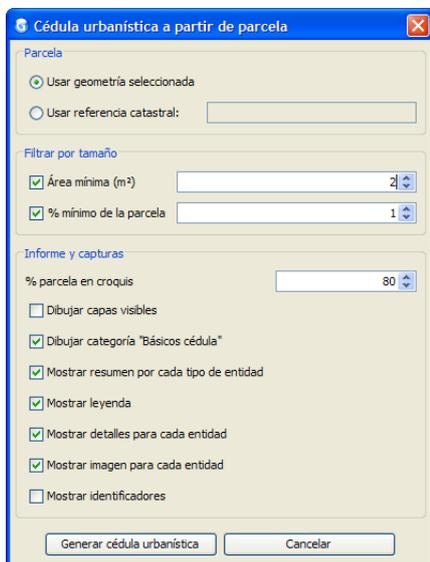 Cédula urbanística a partir de parcela
Parcela
Usar geometría seleccionada
Usar referencia catastral:
Filtrar por tamaño
Área mínima (m²) 2
% mínimo de la parcela 1
Informe y capturas
% parcela en croquis 80
Dibujar capas visibles
Dibujar categoría "Básicos cédula"
Mostrar resumen por cada tipo de entidad
Mostrar leyenda
Mostrar detalles para cada entidad
Mostrar imagen para cada entidad
Mostrar identificadores
Generar cédula urbanística Cancelar